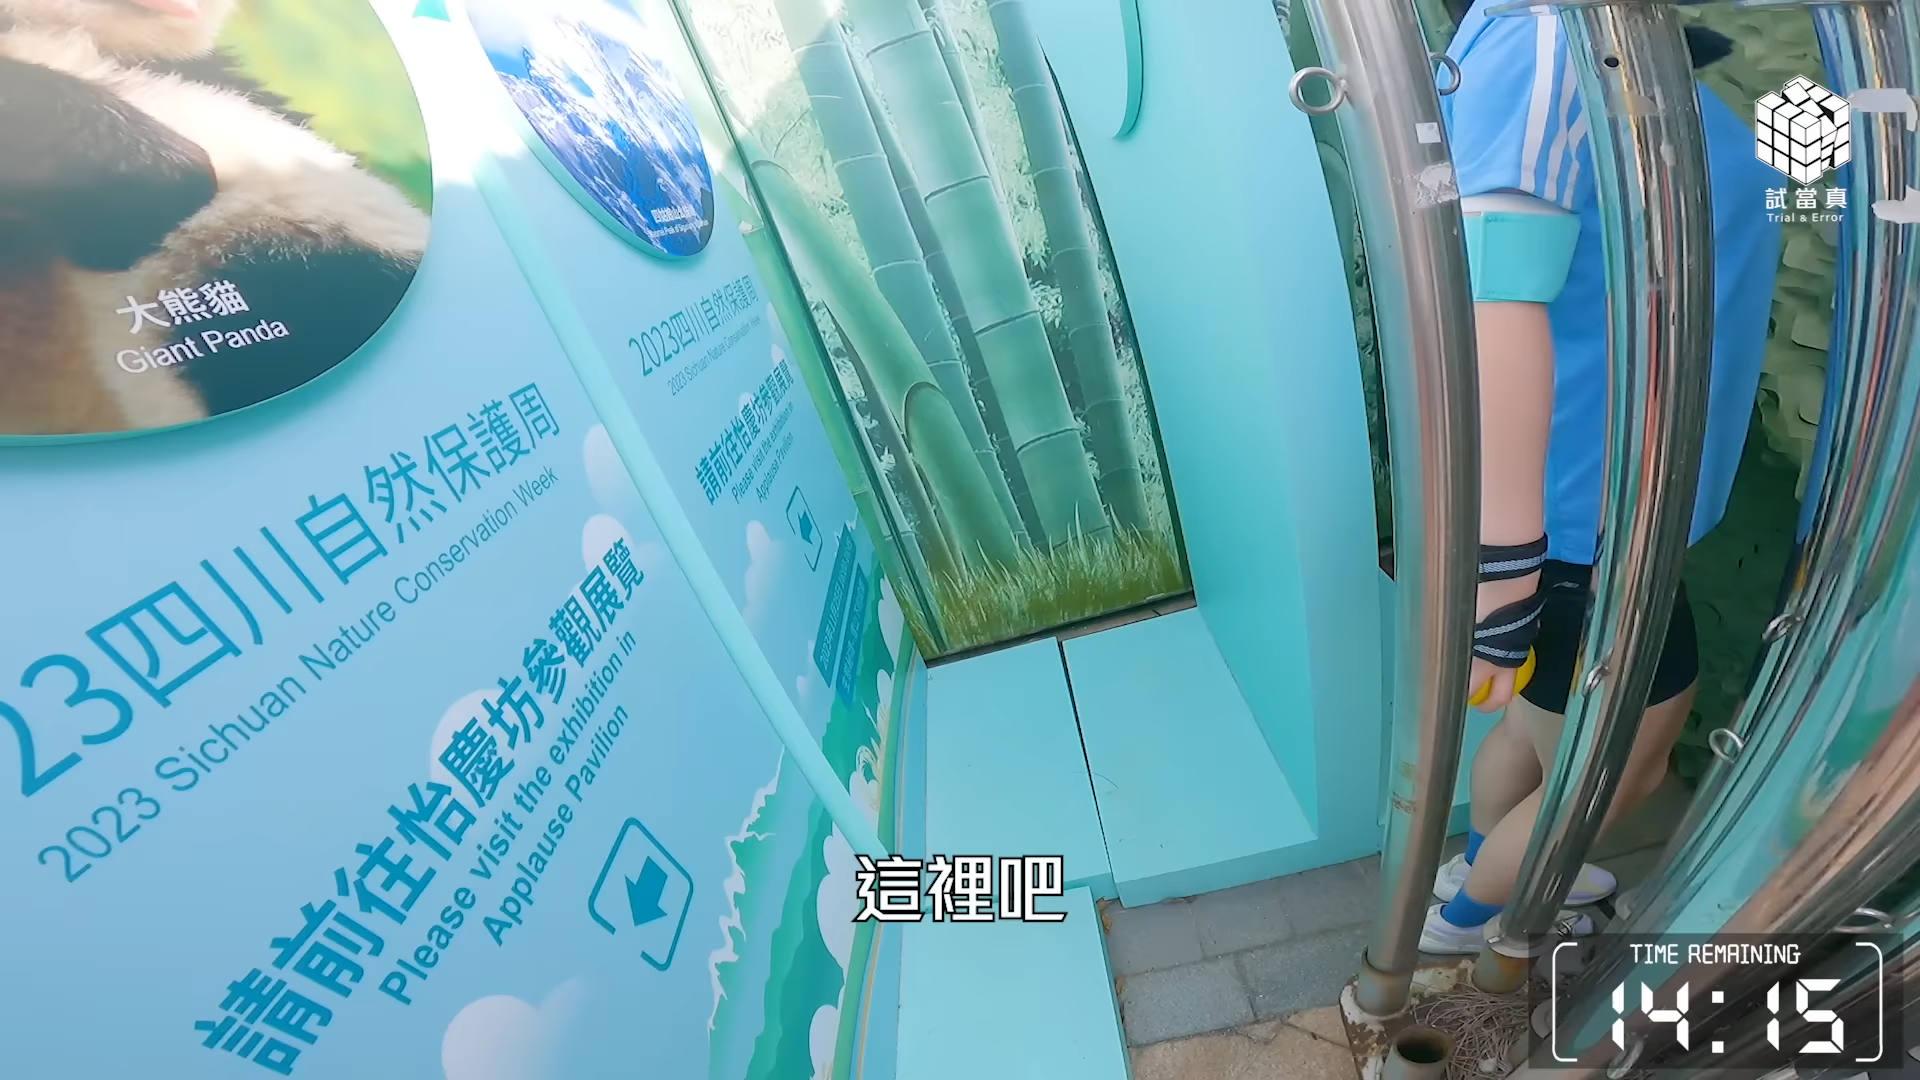 大熊貓
Giant Panda
23四川自然保護周
2023 Sichuan Nature Conservation Week
請前往怡慶坊參觀展覽
Please visit the exhibition in
Applause Pavilion
2023四川自然保護周
2023 Sichuan Nature Conservation Week
請前往怡慶坊參觀展覽
Please visit the exhibition in
Applause Pavilion
試當真
Trial & Error
這裡吧
TIME REMAINING
14:15